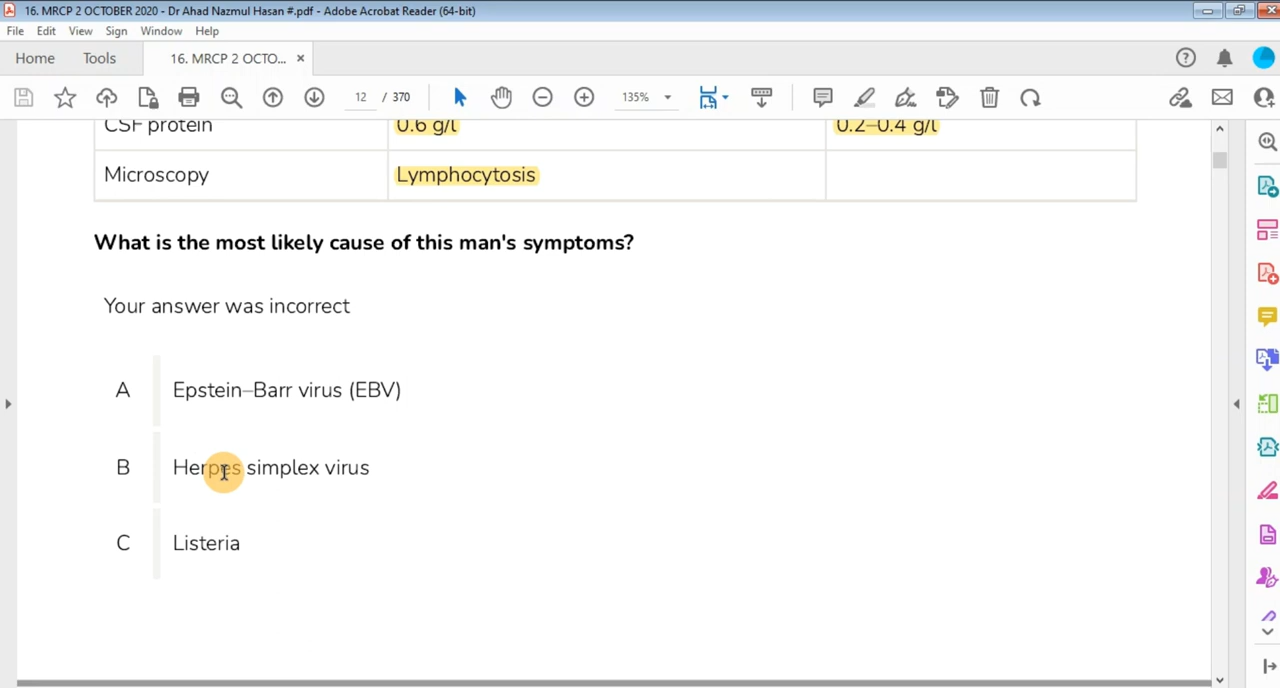 16. MRCP 2 OCTOBER 2020 - Dr Ahad Nazmul Hasan #.pdf - Adobe Acrobat Reader (64-bit)
File Edit View Sign Window Help
Home Tools 16. MRCP 2 OCTO... ×
12 / 370 135%
CSF protein 0.6 g/l 0.2–0.4 g/l
Microscopy Lymphocytosis
What is the most likely cause of this man's symptoms?
Your answer was incorrect
A Epstein–Barr virus (EBV)
B Herpes simplex virus
C Listeria